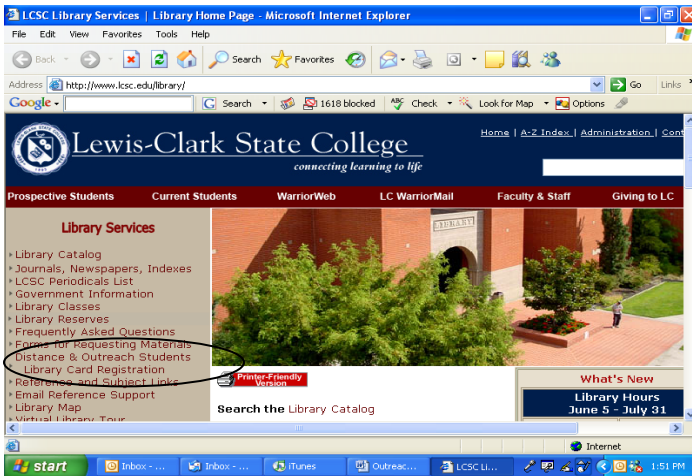 LCSC Library Services | Library Home Page - Microsoft Internet Explorer
File Edit View Favorites Tools Help
Back Search Favorites
Address http://www.lcsc.edu/library/ Go Links »
Google Search 1618 blocked Check Look for Map Options
Home | A-Z Index | Administration | Cont
Lewis-Clark State College
connecting learning to life
Prospective Students Current Students WarriorWeb LC WarriorMail Faculty & Staff Giving to LC
Library Services
LIBRARY
Library Catalog
Journals, Newspapers, Indexes
LCSC Periodicals List
Government Information
Library Classes
Library Reserves
Frequently Asked Questions
Forms for Requesting Materials
Distance & Outreach Students
Library Card Registration
Reference and Subject Links
Email Reference Support
Library Map
Virtual Library Tour
Printer-Friendly
Version
Search the Library Catalog
What's New
Library Hours
June 5 - July 31
Internet
start Inbox - ... Inbox - ... iTunes Outreac... LCSC Li... 1:51 PM